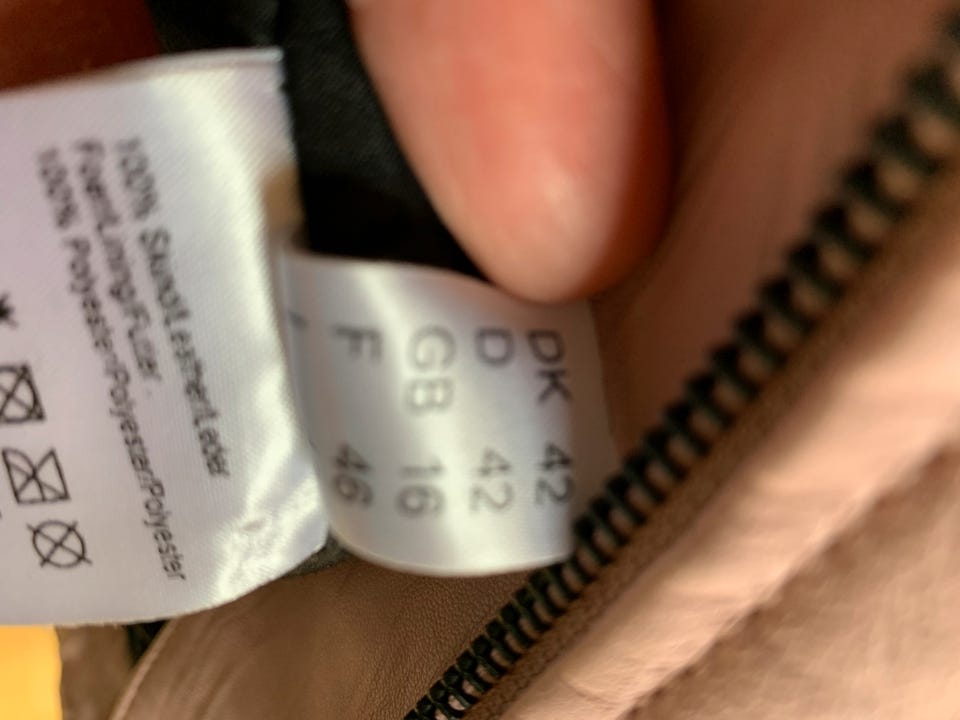 100% Skind/Leather/Leder
Foer/Lining/Futter
100% Polyester/Polyester/Polyester
DK 42
D 42
GB 16
F 46